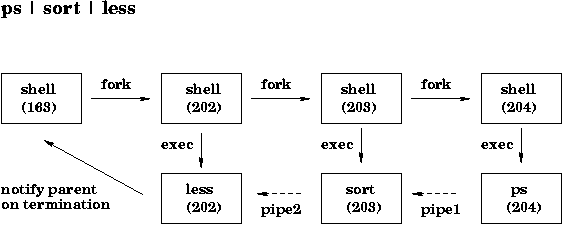 ps | sort | less
fork fork fork
shell shell shell shell
(163) (202) (203) (204)
exec exec exec
notify parent less sort ps
on termination (202) (203) (204)
pipe2 pipe1